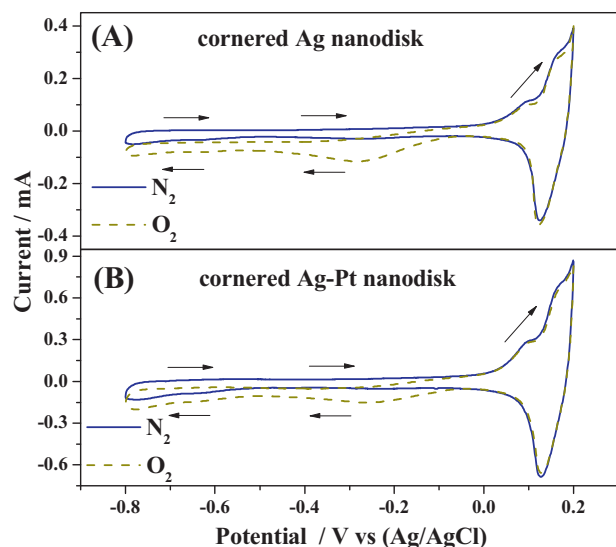 (A) cornered Ag nanodisk
0.4
0.2
0.0
-0.2
-0.4
N₂
O₂
Current / mA
(B) cornered Ag-Pt nanodisk
0.9
0.6
0.3
0.0
-0.3
-0.6
N₂
O₂
-0.8 -0.6 -0.4 -0.2 0.0 0.2
Potential / V vs (Ag/AgCl)